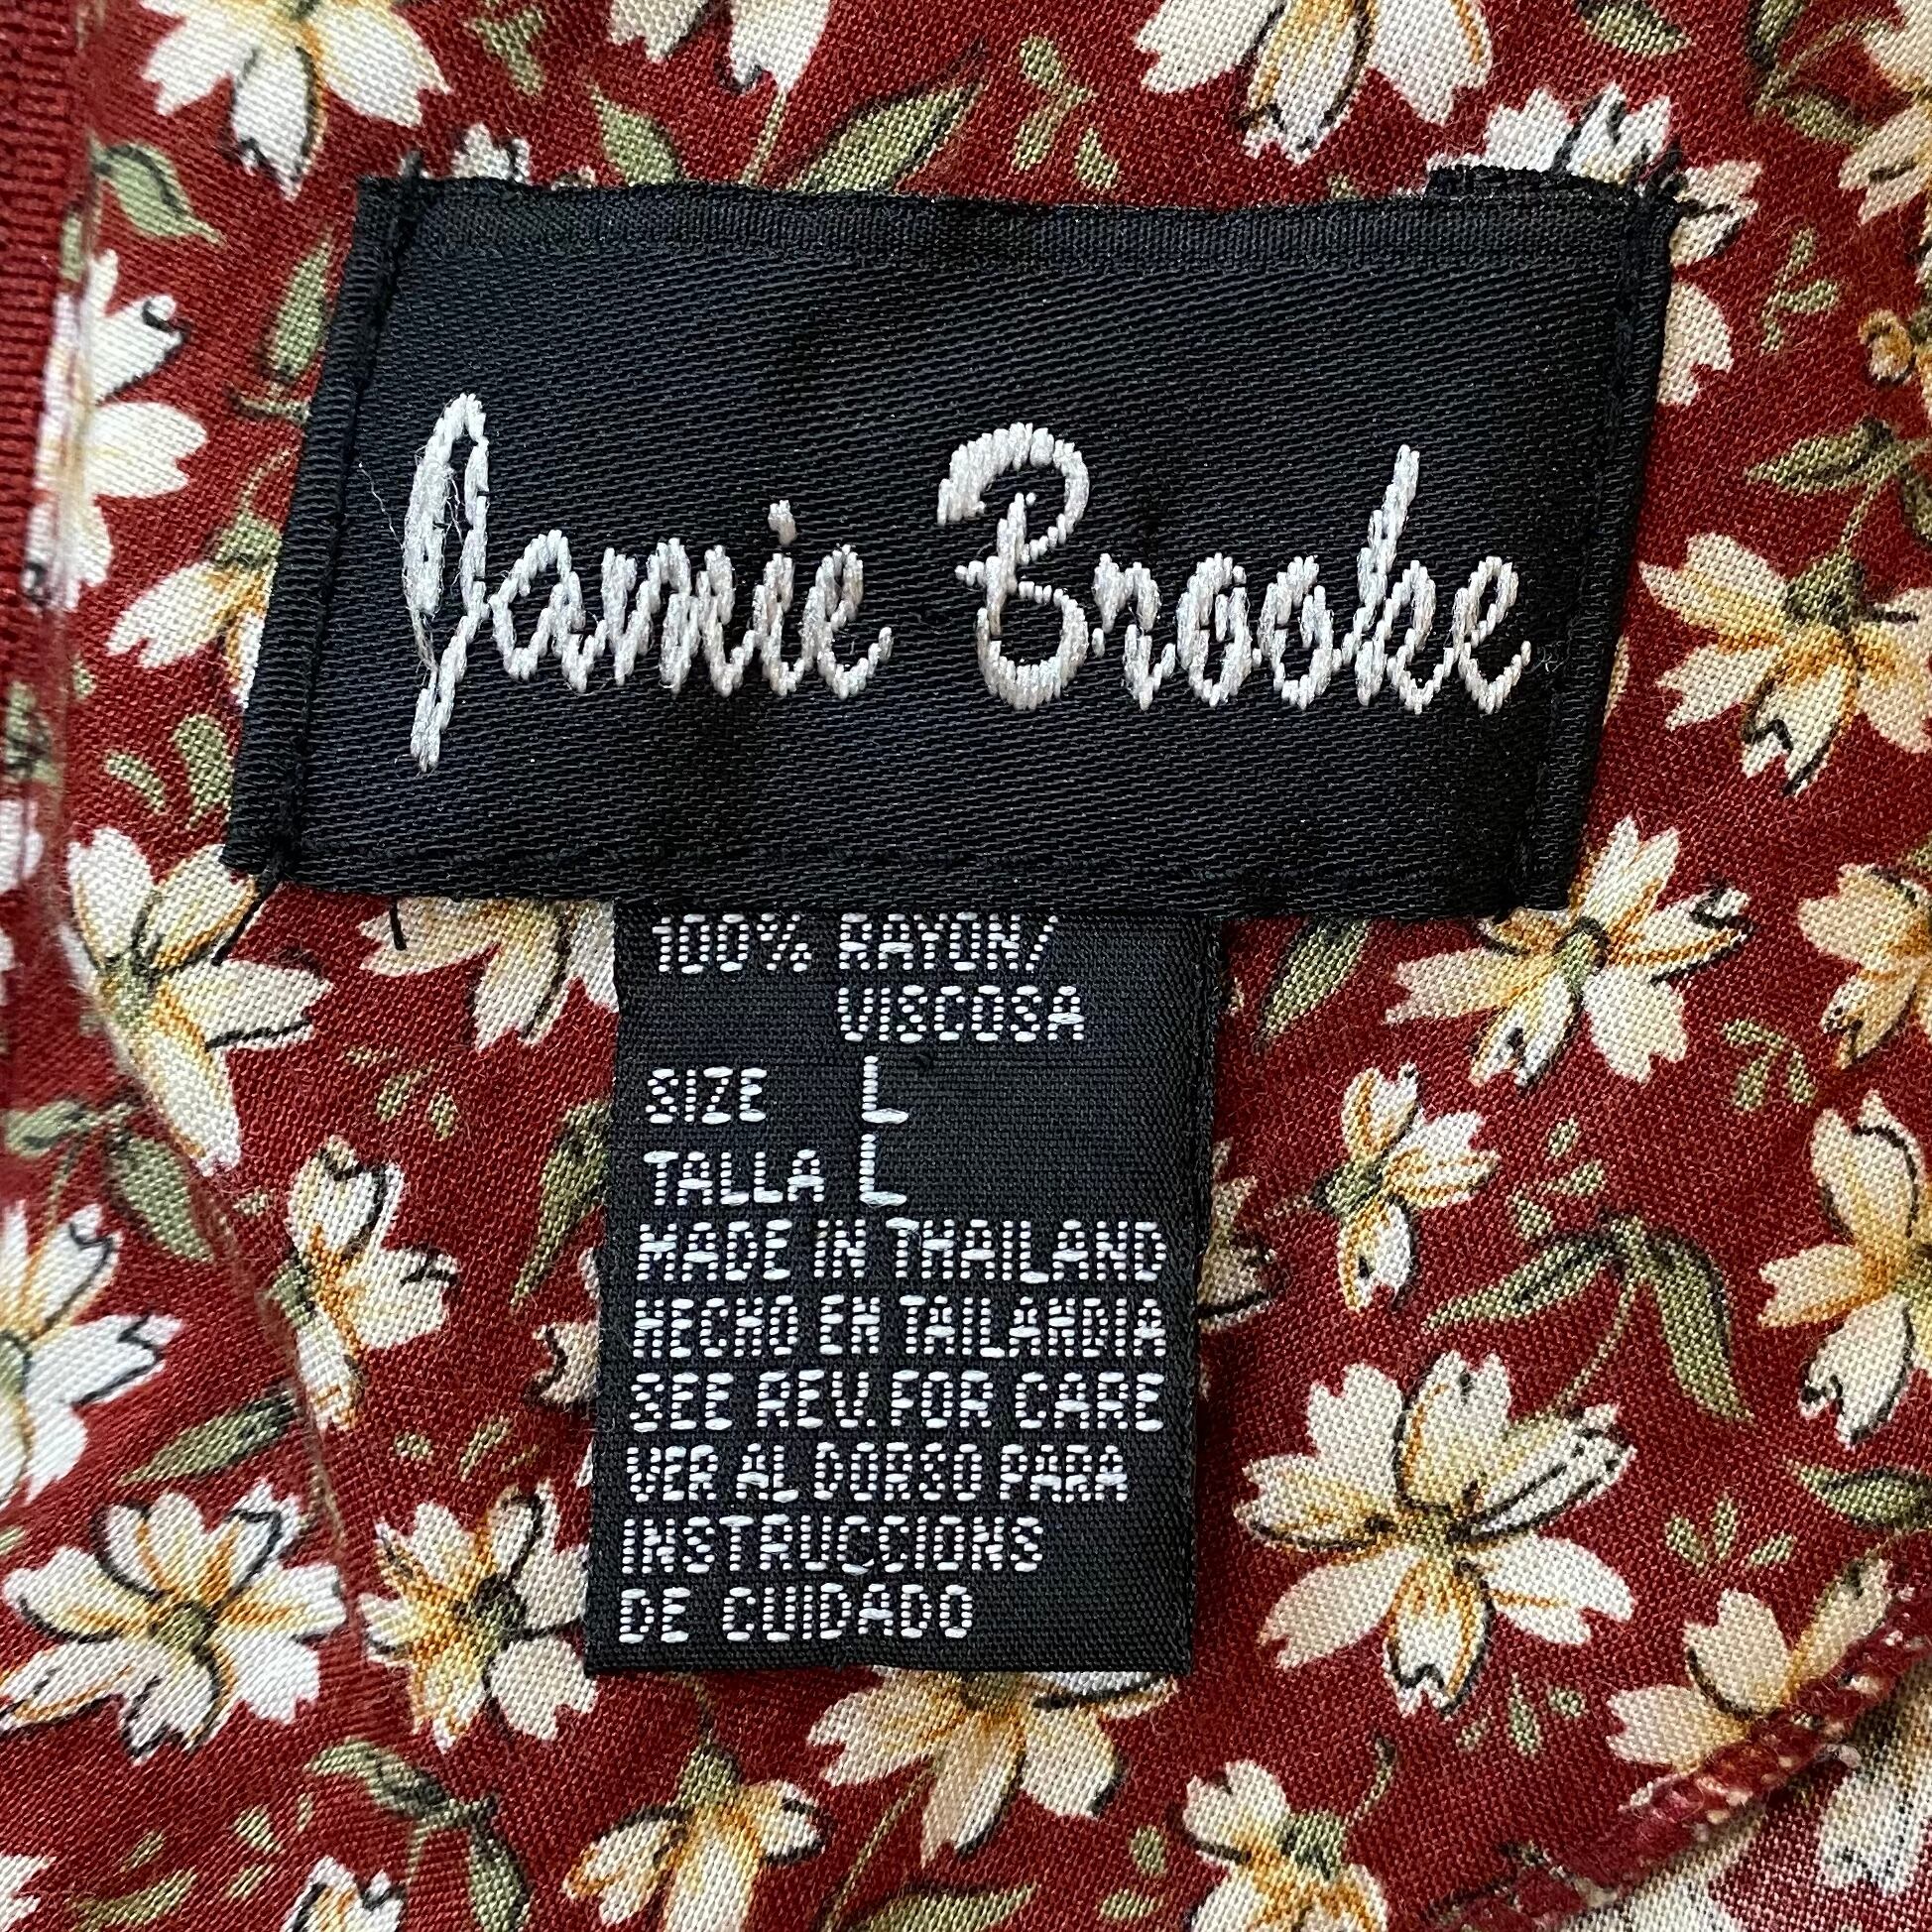 Jamie Brooke
100% RAYON/
VISCOSA
SIZE L
TALLA L
MADE IN THAILAND
HECHO EN TAILANDIA
SEE REV. FOR CARE
VER AL DORSO PARA
INSTRUCCIONS
DE CUIDADO